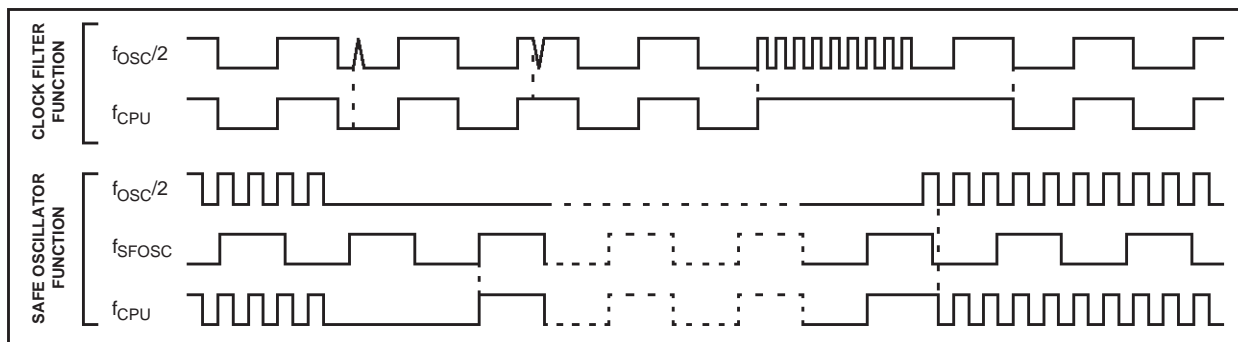 CLOCK FILTER
FUNCTION
fOSC/2
fCPU
SAFE OSCILLATOR
FUNCTION
fOSC/2
fSFOSC
fCPU